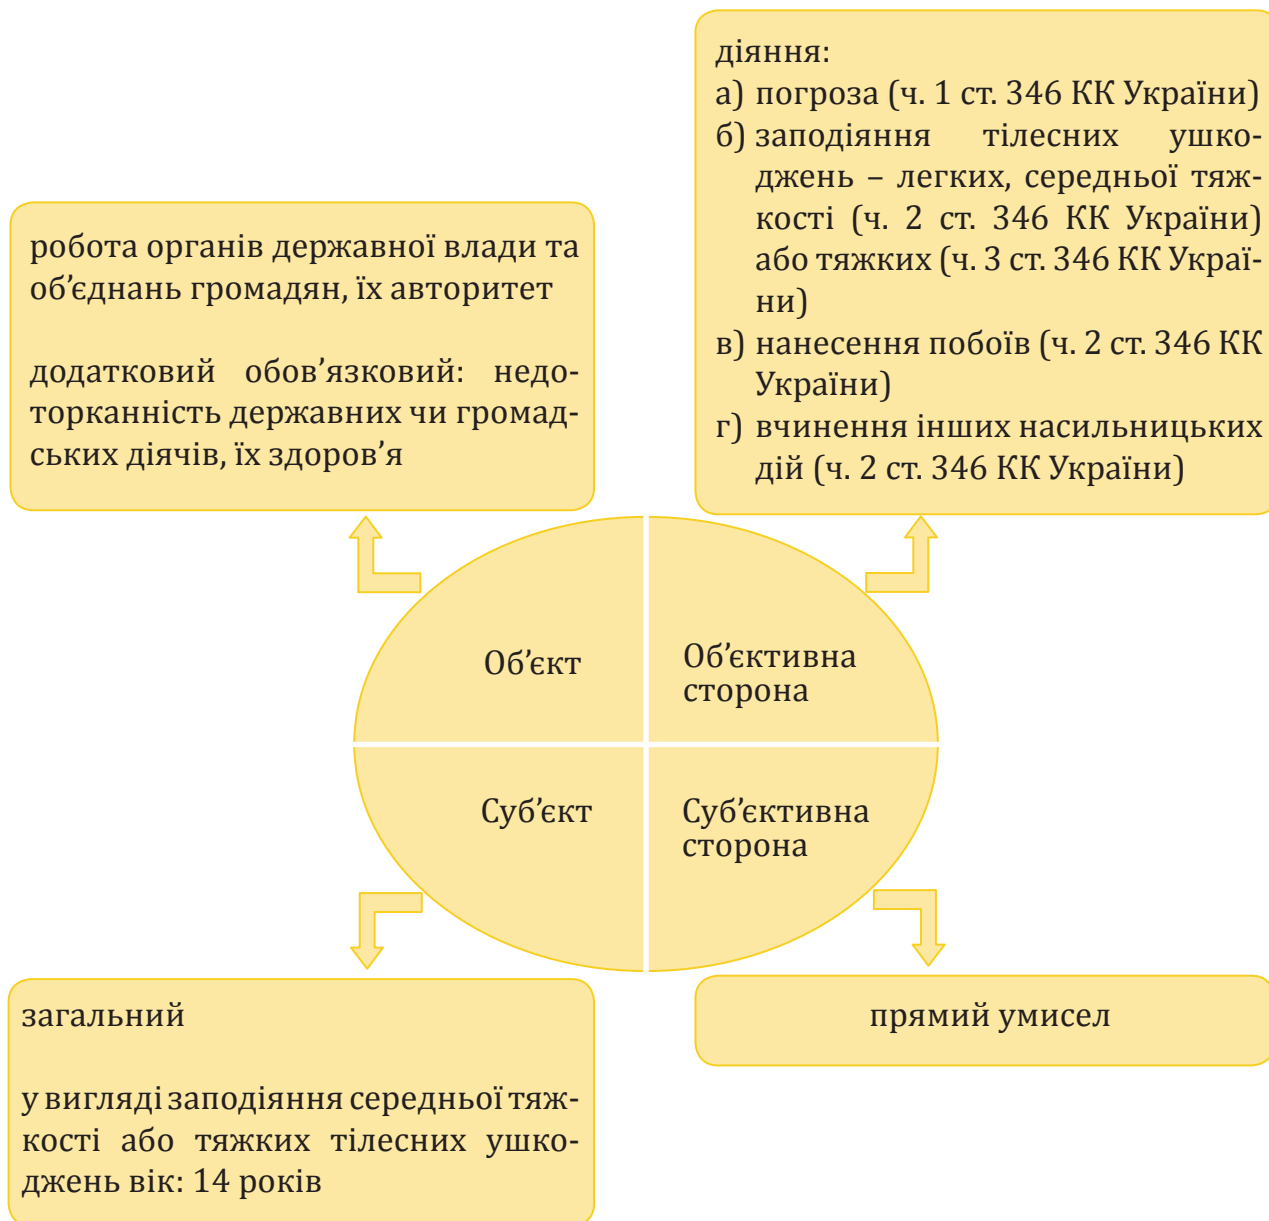 робота органів державної влади та
об’єднань громадян, їх авторитет
додатковий обов’язковий: недо-
торканність державних чи громад-
ських діячів, їх здоров’я
діяння:
а) погроза (ч. 1 ст. 346 КК України)
б) заподіяння тілесних ушко-
джень – легких, середньої тяж-
кості (ч. 2 ст. 346 КК України)
або тяжких (ч. 3 ст. 346 КК Украї-
ни)
в) нанесення побоїв (ч. 2 ст. 346 КК
України)
г) вчинення інших насильницьких
дій (ч. 2 ст. 346 КК України)
Об’єкт
Об’єктивна
сторона
Суб’єкт
Суб’єктивна
сторона
загальний
у вигляді заподіяння середньої тяж-
кості або тяжких тілесних ушко-
джень вік: 14 років
прямий умисел